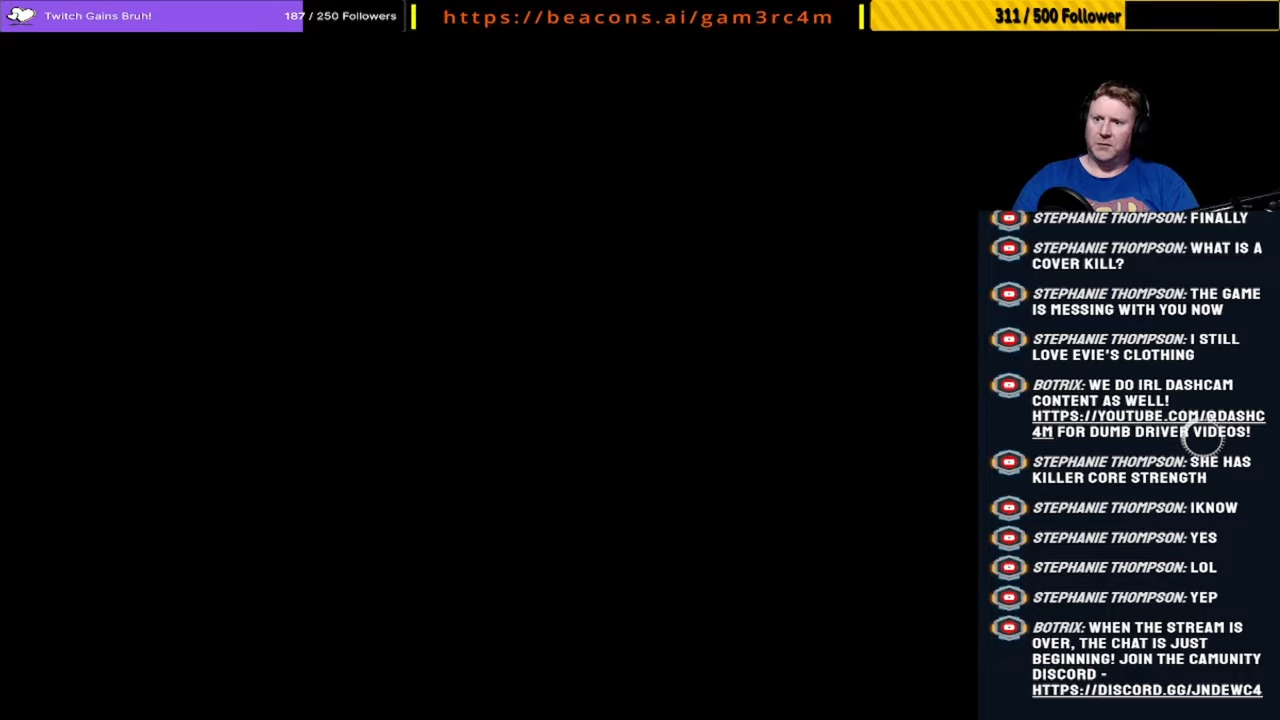 Twitch Gains Bruh!
187 / 250 Followers
https://beacons.ai/gam3rc4m
311 / 500 Follower
STEPHANIE THOMPSON: FINALLY
STEPHANIE THOMPSON: WHAT IS A
COVER KILL?
STEPHANIE THOMPSON: THE GAME
IS MESSING WITH YOU NOW
STEPHANIE THOMPSON: I STILL
LOVE EVIE'S CLOTHING
BOTRIX: WE DO IRL DASHCAM
CONTENT AS WELL!
HTTPS://YOUTUBE.COM/@DASHC
4M FOR DUMB DRIVER VIDEOS!
STEPHANIE THOMPSON: SHE HAS
KILLER CORE STRENGTH
STEPHANIE THOMPSON: IKNOW
STEPHANIE THOMPSON: YES
STEPHANIE THOMPSON: LOL
STEPHANIE THOMPSON: YEP
BOTRIX: WHEN THE STREAM IS
OVER, THE CHAT IS JUST
BEGINNING! JOIN THE CAMUNITY
DISCORD -
HTTPS://DISCORD.GG/JNDEWC4